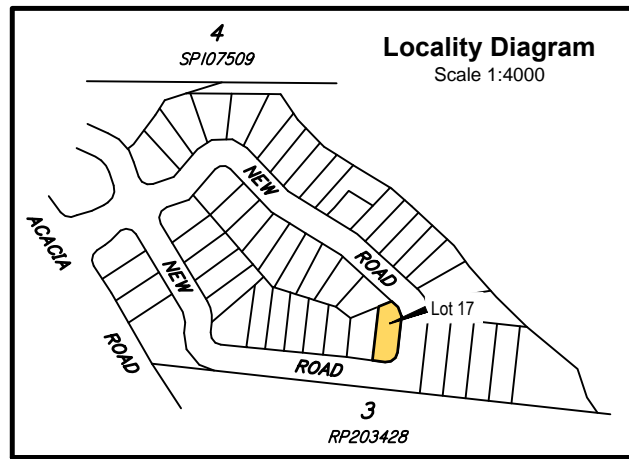 4
SP107509
Locality Diagram
Scale 1:4000
NEW
ROAD
ACACIA
ROAD
NEW
ROAD
Lot 17
3
RP203428